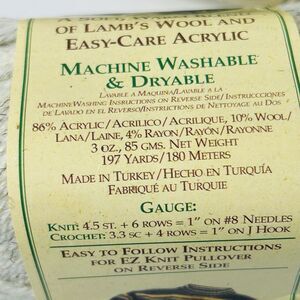 OF LAMB'S WOOL AND
EASY-CARE ACRYLIC
MACHINE WASHABLE
& DRYABLE
LAVABLE A MAQUINA/LAVABLE A LA
MACHINE WASHING INSTRUCTIONS ON REVERSE SIDE/INSTRUCCCIONES
DE LAVADO EN EL REVERSO/INSTRUCTIONS DE NETTOYAGE AU DOS
86% ACRYLIC/ACRILICO/ACRILIQUE, 10% WOOL/
LANA/LAINE, 4% RAYON/RAYÓN/RAYONNE
3 OZ., 85 GMS. NET WEIGHT
197 YARDS/180 METERS
MADE IN TURKEY/HECHO EN TURQUÍA
FABRIQUÉ AU TURQUIE
GAUGE:
KNIT: 4.5 ST. + 6 ROWS = 1" ON #8 NEEDLES
CROCHET: 3.3 SC + 4 ROWS = 1" ON J HOOK
EASY TO FOLLOW INSTRUCTIONS
FOR EZ KNIT PULLOVER
ON REVERSE SIDE